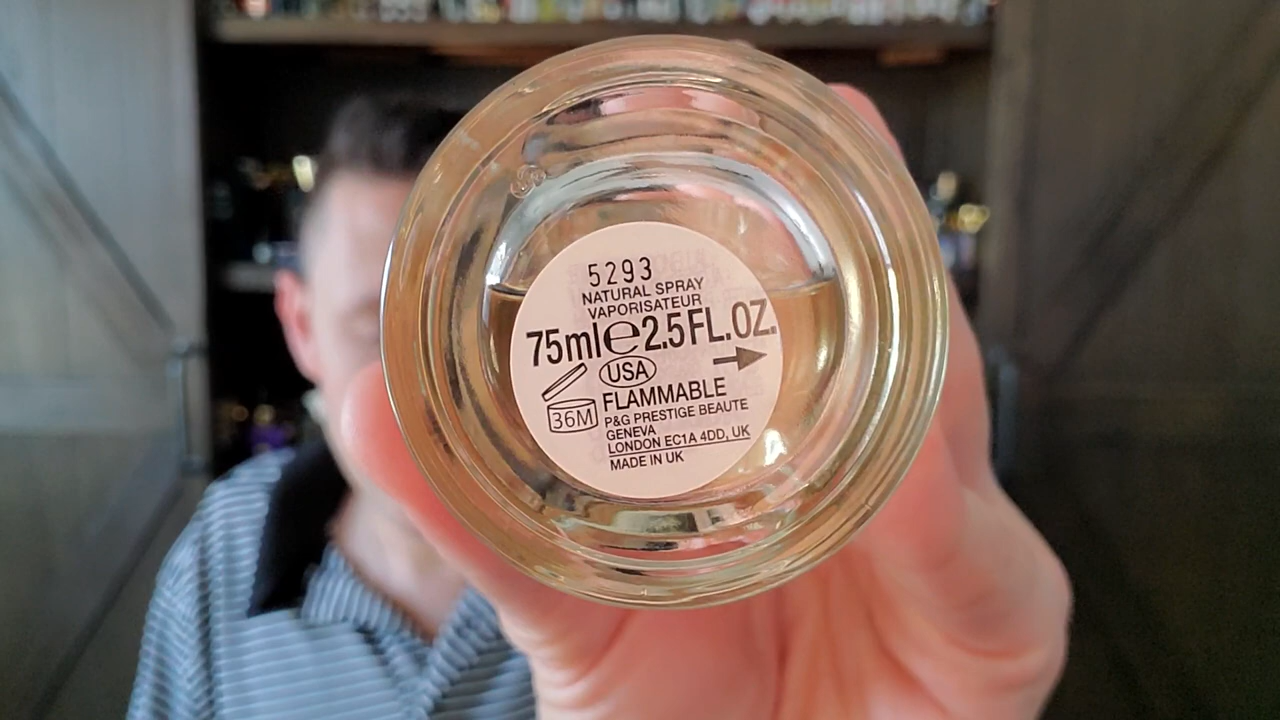 5293
NATURAL SPRAY
VAPORISATEUR
75ml℮2.5FL.OZ.
USA
36M
FLAMMABLE
P&G PRESTIGE BEAUTE
GENEVA
LONDON EC1A 4DD, UK
MADE IN UK